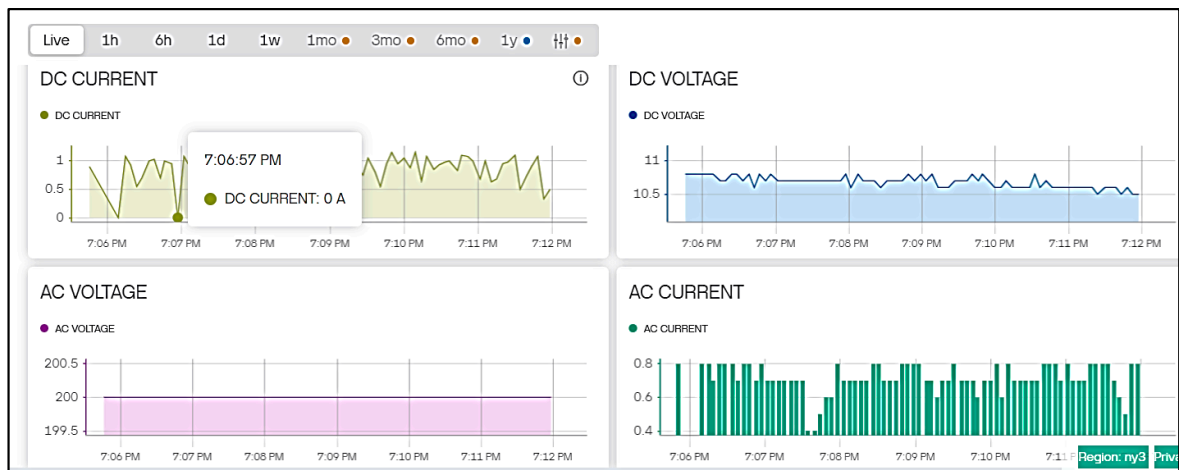 Live 1h 6h 1d 1w 1mo 3mo 6mo 1y
DC CURRENT
DC CURRENT
1
0.5
0
7:06:57 PM
DC CURRENT: 0 A
7:06 PM 7:07 PM 7:08 PM 7:09 PM 7:10 PM 7:11 PM 7:12 PM
DC VOLTAGE
DC VOLTAGE
11
10.5
7:06 PM 7:07 PM 7:08 PM 7:09 PM 7:10 PM 7:11 PM 7:12 PM
AC VOLTAGE
AC VOLTAGE
200.5
200
199.5
7:06 PM 7:07 PM 7:08 PM 7:09 PM 7:10 PM 7:11 PM 7:12 PM
AC CURRENT
AC CURRENT
0.8
0.6
0.4
7:06 PM 7:07 PM 7:08 PM 7:09 PM 7:10 PM 7:11 P
Region: ny3
Priva